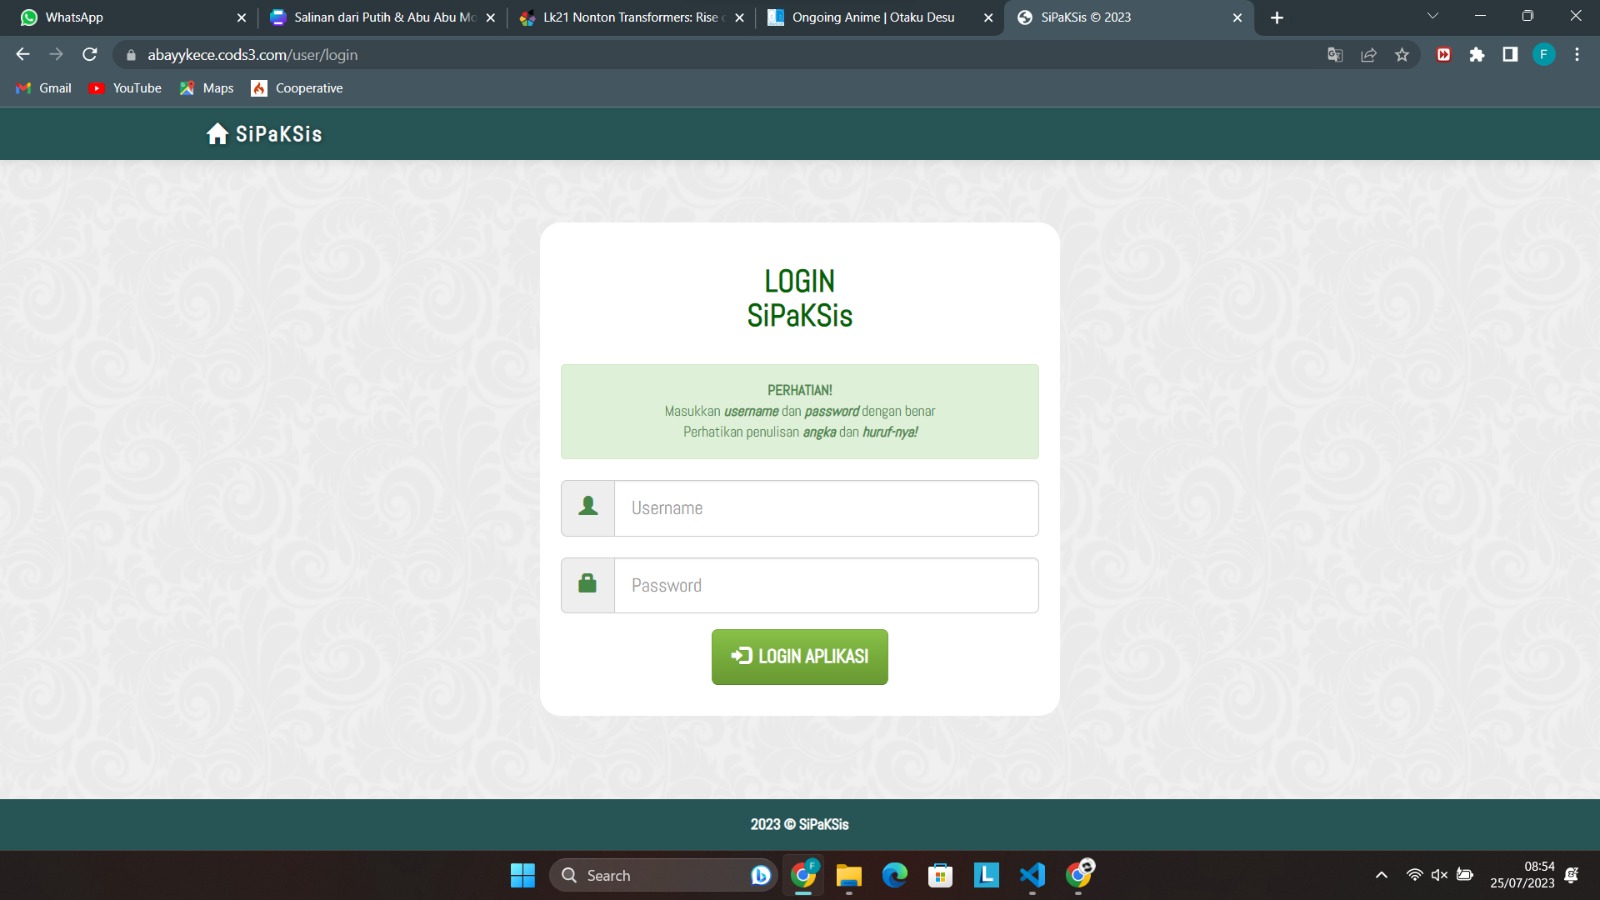 WhatsApp
Salinan dari Putih & Abu Abu Mo
Lk21 Nonton Transformers: Rise
Ongoing Anime | Otaku Desu
SiPaKSis © 2023
abayykece.cods3.com/user/login
F
Gmail
YouTube
Maps
Cooperative
SiPaKSis
LOGIN
SiPaKSis
PERHATIAN!
Masukkan username dan password dengan benar
Perhatikan penulisan angka dan huruf-nya!
Username
Password
LOGIN APLIKASI
2023 © SiPaKSis
Search
F
L
08:54
25/07/2023